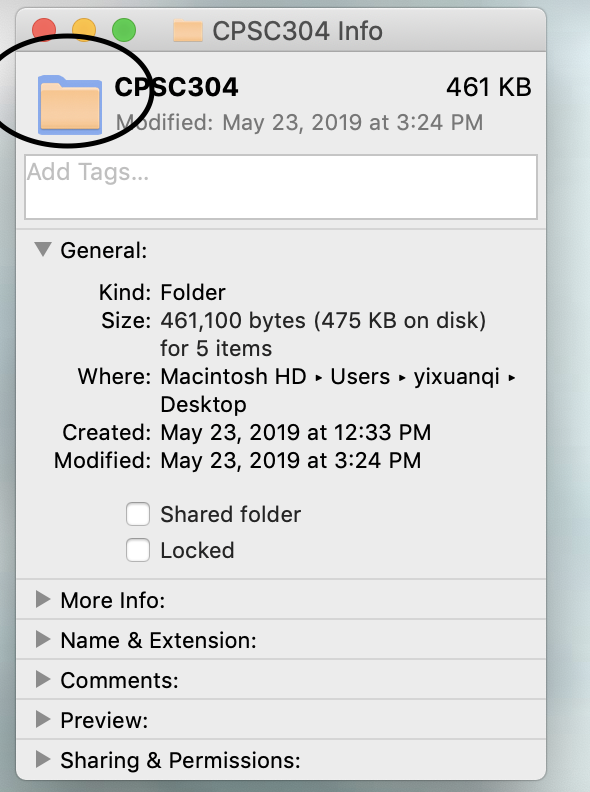 CPSC304 Info
CPSC304 461 KB
Modified: May 23, 2019 at 3:24 PM
Add Tags...
General:
Kind: Folder
Size: 461,100 bytes (475 KB on disk)
for 5 items
Where: Macintosh HD ▸ Users ▸ yixuanqi ▸
Desktop
Created: May 23, 2019 at 12:33 PM
Modified: May 23, 2019 at 3:24 PM
Shared folder
Locked
More Info:
Name & Extension:
Comments:
Preview:
Sharing & Permissions: